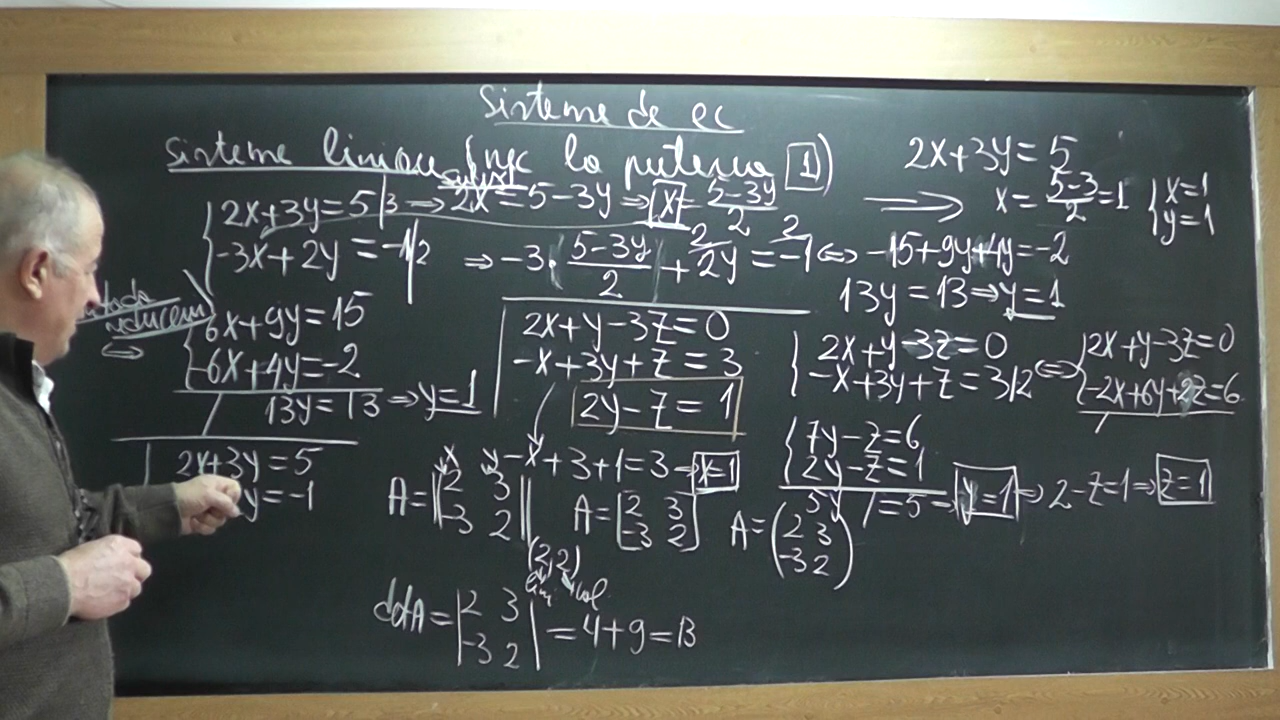 Sisteme de ec
Sisteme liniare (nec la puterea 1)
2x+3y=5 |3 ⇒ 2x=5-3y ⇒ x = (5-3y)/2
-3x+2y=-1 |2
⇒ -3·(5-3y)/2 + 2y = -1 ⇔ -15+9y+4y=-2
13y=13 ⇒ y=1
2x+3y=5
x = (5-3)/2 = 1 { x=1
y=1
6x+9y=15
-6x+4y=-2
/ 13y=13 ⇒ y=1
2x+y-3z=0
-x+3y+z=3
2y-z=1
2x+y-3z=0
-x+3y+z=3 |2
⇔ { 2x+y-3z=0
-2x+6y+2z=6
/ 7y-z=6
2y-z=1
5y / =5 ⇒ y=1 ⇒ 2-z=1 ⇒ z=1
-x+3+1=3 ⇒ x=1
2x+3y=5
y=-1
x y
A = || 2 3
-3 2 ||
A = [ 2 3
-3 2 ]
A = ( 2 3
-3 2 )
(2,2)
lin col
det A = | 2 3
-3 2 | = 4+9 = 13